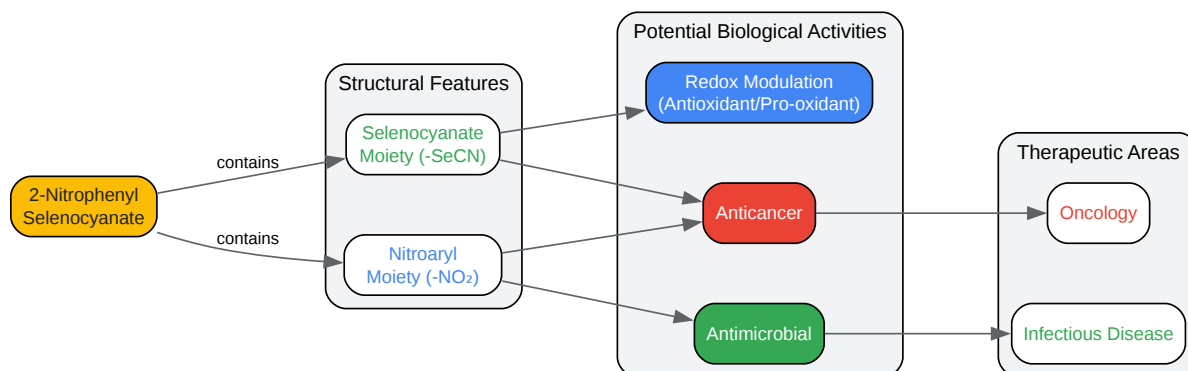 2-Nitrophenyl
Selenocyanate
contains
contains
Structural Features
Selenocyanate
Moiety (-SeCN)
Nitroaryl
Moiety (-NO₂)
Potential Biological Activities
Redox Modulation
(Antioxidant/Pro-oxidant)
Anticancer
Antimicrobial
Therapeutic Areas
Oncology
Infectious Disease